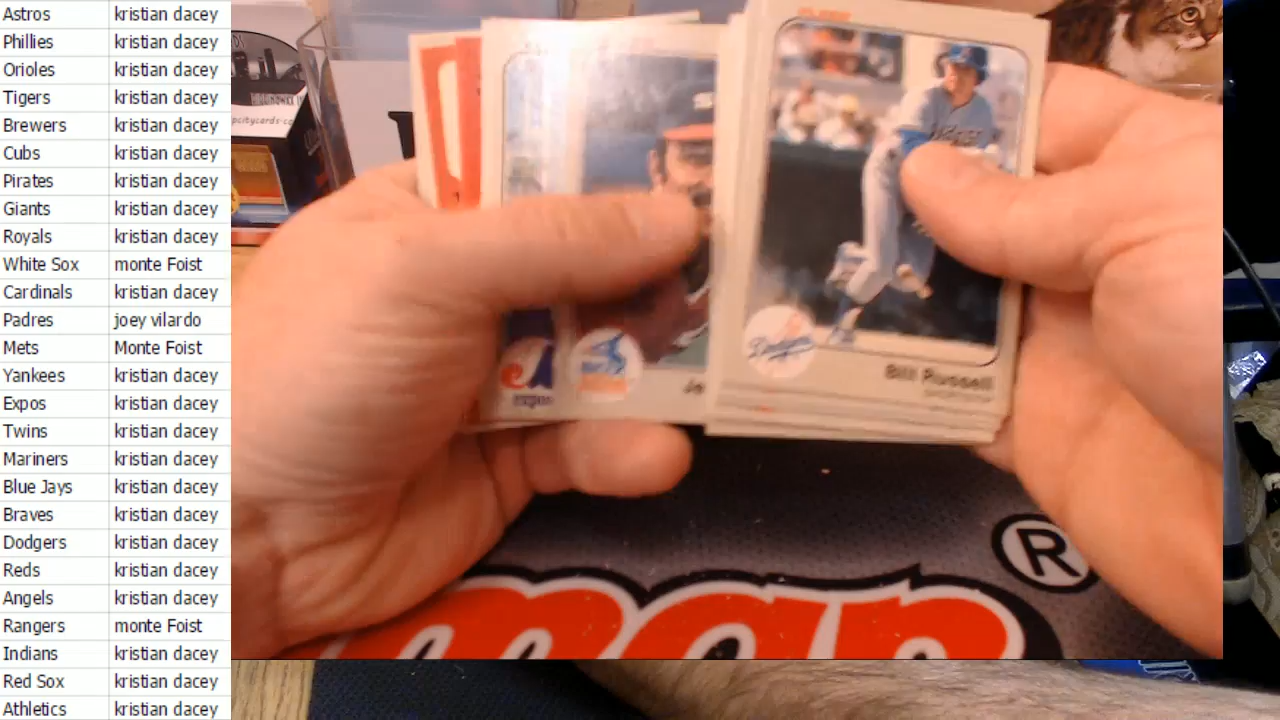 Astros kristian dacey
Phillies kristian dacey
Orioles kristian dacey
Tigers kristian dacey
Brewers kristian dacey
Cubs kristian dacey
Pirates kristian dacey
Giants kristian dacey
Royals kristian dacey
White Sox monte Foist
Cardinals kristian dacey
Padres joey vilardo
Mets Monte Foist
Yankees kristian dacey
Expos kristian dacey
Twins kristian dacey
Mariners kristian dacey
Blue Jays kristian dacey
Braves kristian dacey
Dodgers kristian dacey
Reds kristian dacey
Angels kristian dacey
Rangers monte Foist
Indians kristian dacey
Red Sox kristian dacey
Athletics kristian dacey
Dodgers
Bill Russell
Expos
Je
®